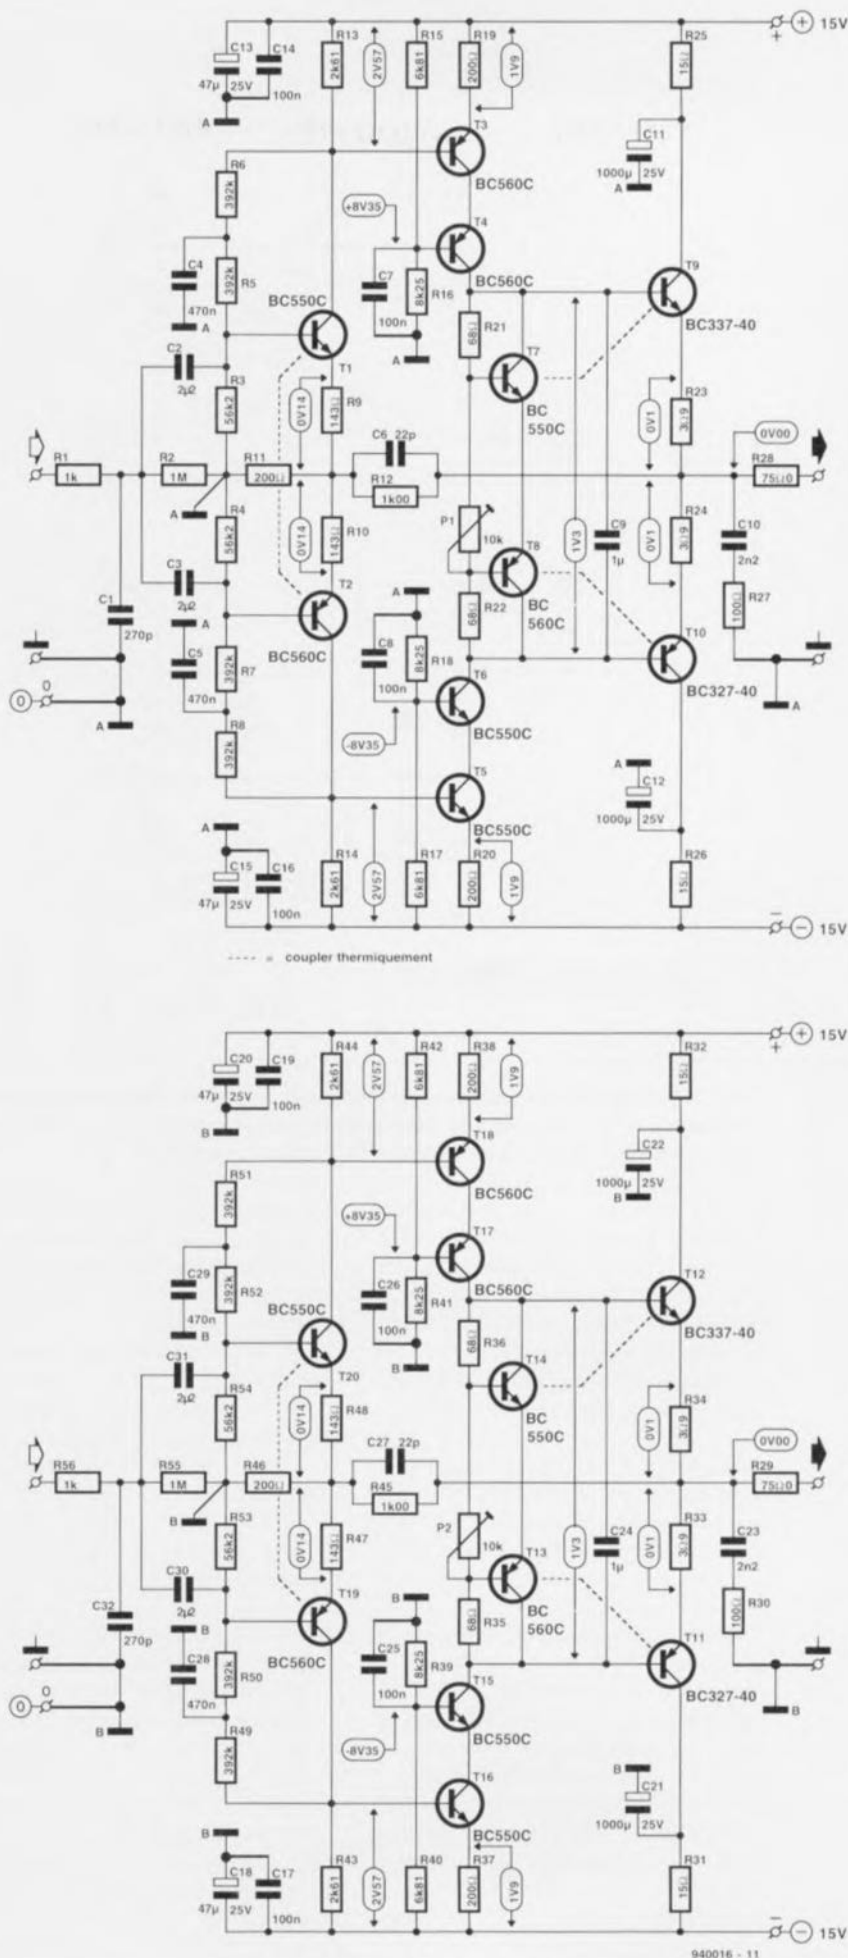 R13 2k61
2V57
R15 6k81
R19 200Ω
1V9
R25 15Ω
+ + 15V
C13 47µ 25V
C14 100n
A
T3
BC560C
C11
1000µ 25V
A
R6 392k
+8V35
T4
BC560C
C4 470n
A
R5 392k
BC550C
T1
C7 100n
R16 8k25
A
T9
BC337-40
R21 68Ω
T7
BC
550C
C2 2µ2
R3 56k2
0V14
R9 143Ω
0V1
R23 3Ω9
0V00
R1 1k
R2 1M
R11 200Ω
C6 22p
R12 1k00
R28 75Ω0
A
R4 56k2
0V14
R10 143Ω
P1 10k
1V3
C9 1µ
0V1
R24 3Ω9
C10 2n2
T8
BC
560C
C3 2µ2
T2
BC560C
A
R22 68Ω
R27 100Ω
C1 270p
A
C5 470n
R7 392k
C8 100n
R18 8k25
T6
BC550C
T10
BC327-40
A
0 0
A
R8 392k
-8V35
T5
BC550C
A
C12
1000µ 25V
A
C15 47µ 25V
C16 100n
R14 2k61
2V57
R17 6k81
R20 200Ω
1V9
R26 15Ω
- - 15V
---- = coupler thermiquement
R44 2k61
2V57
R42 6k81
R38 200Ω
1V9
R32 15Ω
+ + 15V
C20 47µ 25V
C19 100n
B
T18
BC560C
C22
1000µ 25V
B
R51 392k
+8V35
T17
BC560C
C29 470n
B
R52 392k
BC550C
T20
C26 100n
R41 8k25
B
T12
BC337-40
R36 68Ω
T14
BC
550C
C31 2µ2
R54 56k2
0V14
R48 143Ω
0V1
R34 3Ω9
0V00
R56 1k
R55 1M
R46 200Ω
C27 22p
R45 1k00
R29 75Ω0
B
R53 56k2
0V14
R47 143Ω
P2 10k
1V3
C24 1µ
0V1
R33 3Ω9
C23 2n2
T13
BC
560C
C30 2µ2
T19
BC560C
B
R35 68Ω
R30 100Ω
C32 270p
B
C28 470n
R50 392k
C25 100n
R39 8k25
T15
BC550C
T11
BC327-40
B
0 0
B
R49 392k
-8V35
T16
BC550C
B
C21
1000µ 25V
B
C18 47µ 25V
C17 100n
R43 2k61
2V57
R40 6k81
R37 200Ω
1V9
R31 15Ω
- - 15V
940016 - 11